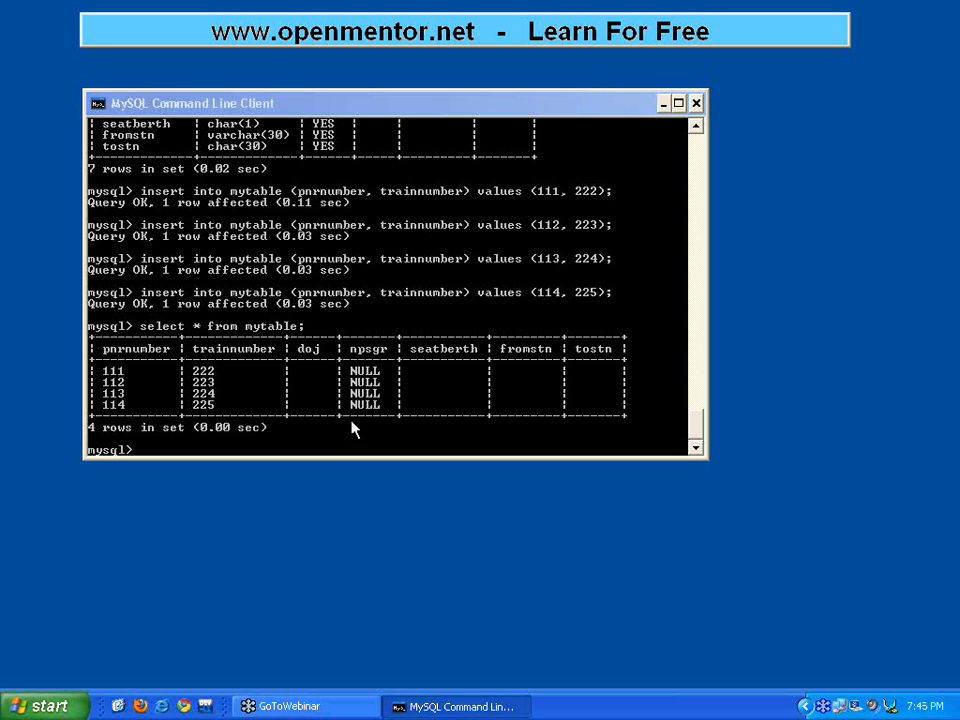 www.openmentor.net - Learn For Free
MySQL Command Line Client
| seatberth | char(1) | YES | | | |
| fromstn | varchar(30) | YES | | | |
| tostn | char(30) | YES | | | |
+-----------+-------------+------+-----+---------+-------+
7 rows in set (0.02 sec)
mysql> insert into mytable (pnrnumber, trainnumber) values (111, 222);
Query OK, 1 row affected (0.11 sec)
mysql> insert into mytable (pnrnumber, trainnumber) values (112, 223);
Query OK, 1 row affected (0.03 sec)
mysql> insert into mytable (pnrnumber, trainnumber) values (113, 224);
Query OK, 1 row affected (0.03 sec)
mysql> insert into mytable (pnrnumber, trainnumber) values (114, 225);
Query OK, 1 row affected (0.03 sec)
mysql> select * from mytable;
+-----------+-------------+------+-------+-----------+---------+-------+
| pnrnumber | trainnumber | doj | npsgr | seatberth | fromstn | tostn |
+-----------+-------------+------+-------+-----------+---------+-------+
| 111 | 222 | | NULL | | | |
| 112 | 223 | | NULL | | | |
| 113 | 224 | | NULL | | | |
| 114 | 225 | | NULL | | | |
+-----------+-------------+------+-------+-----------+---------+-------+
4 rows in set (0.00 sec)
mysql>
start GoToWebinar MySQL Command Lin... 7:45 PM